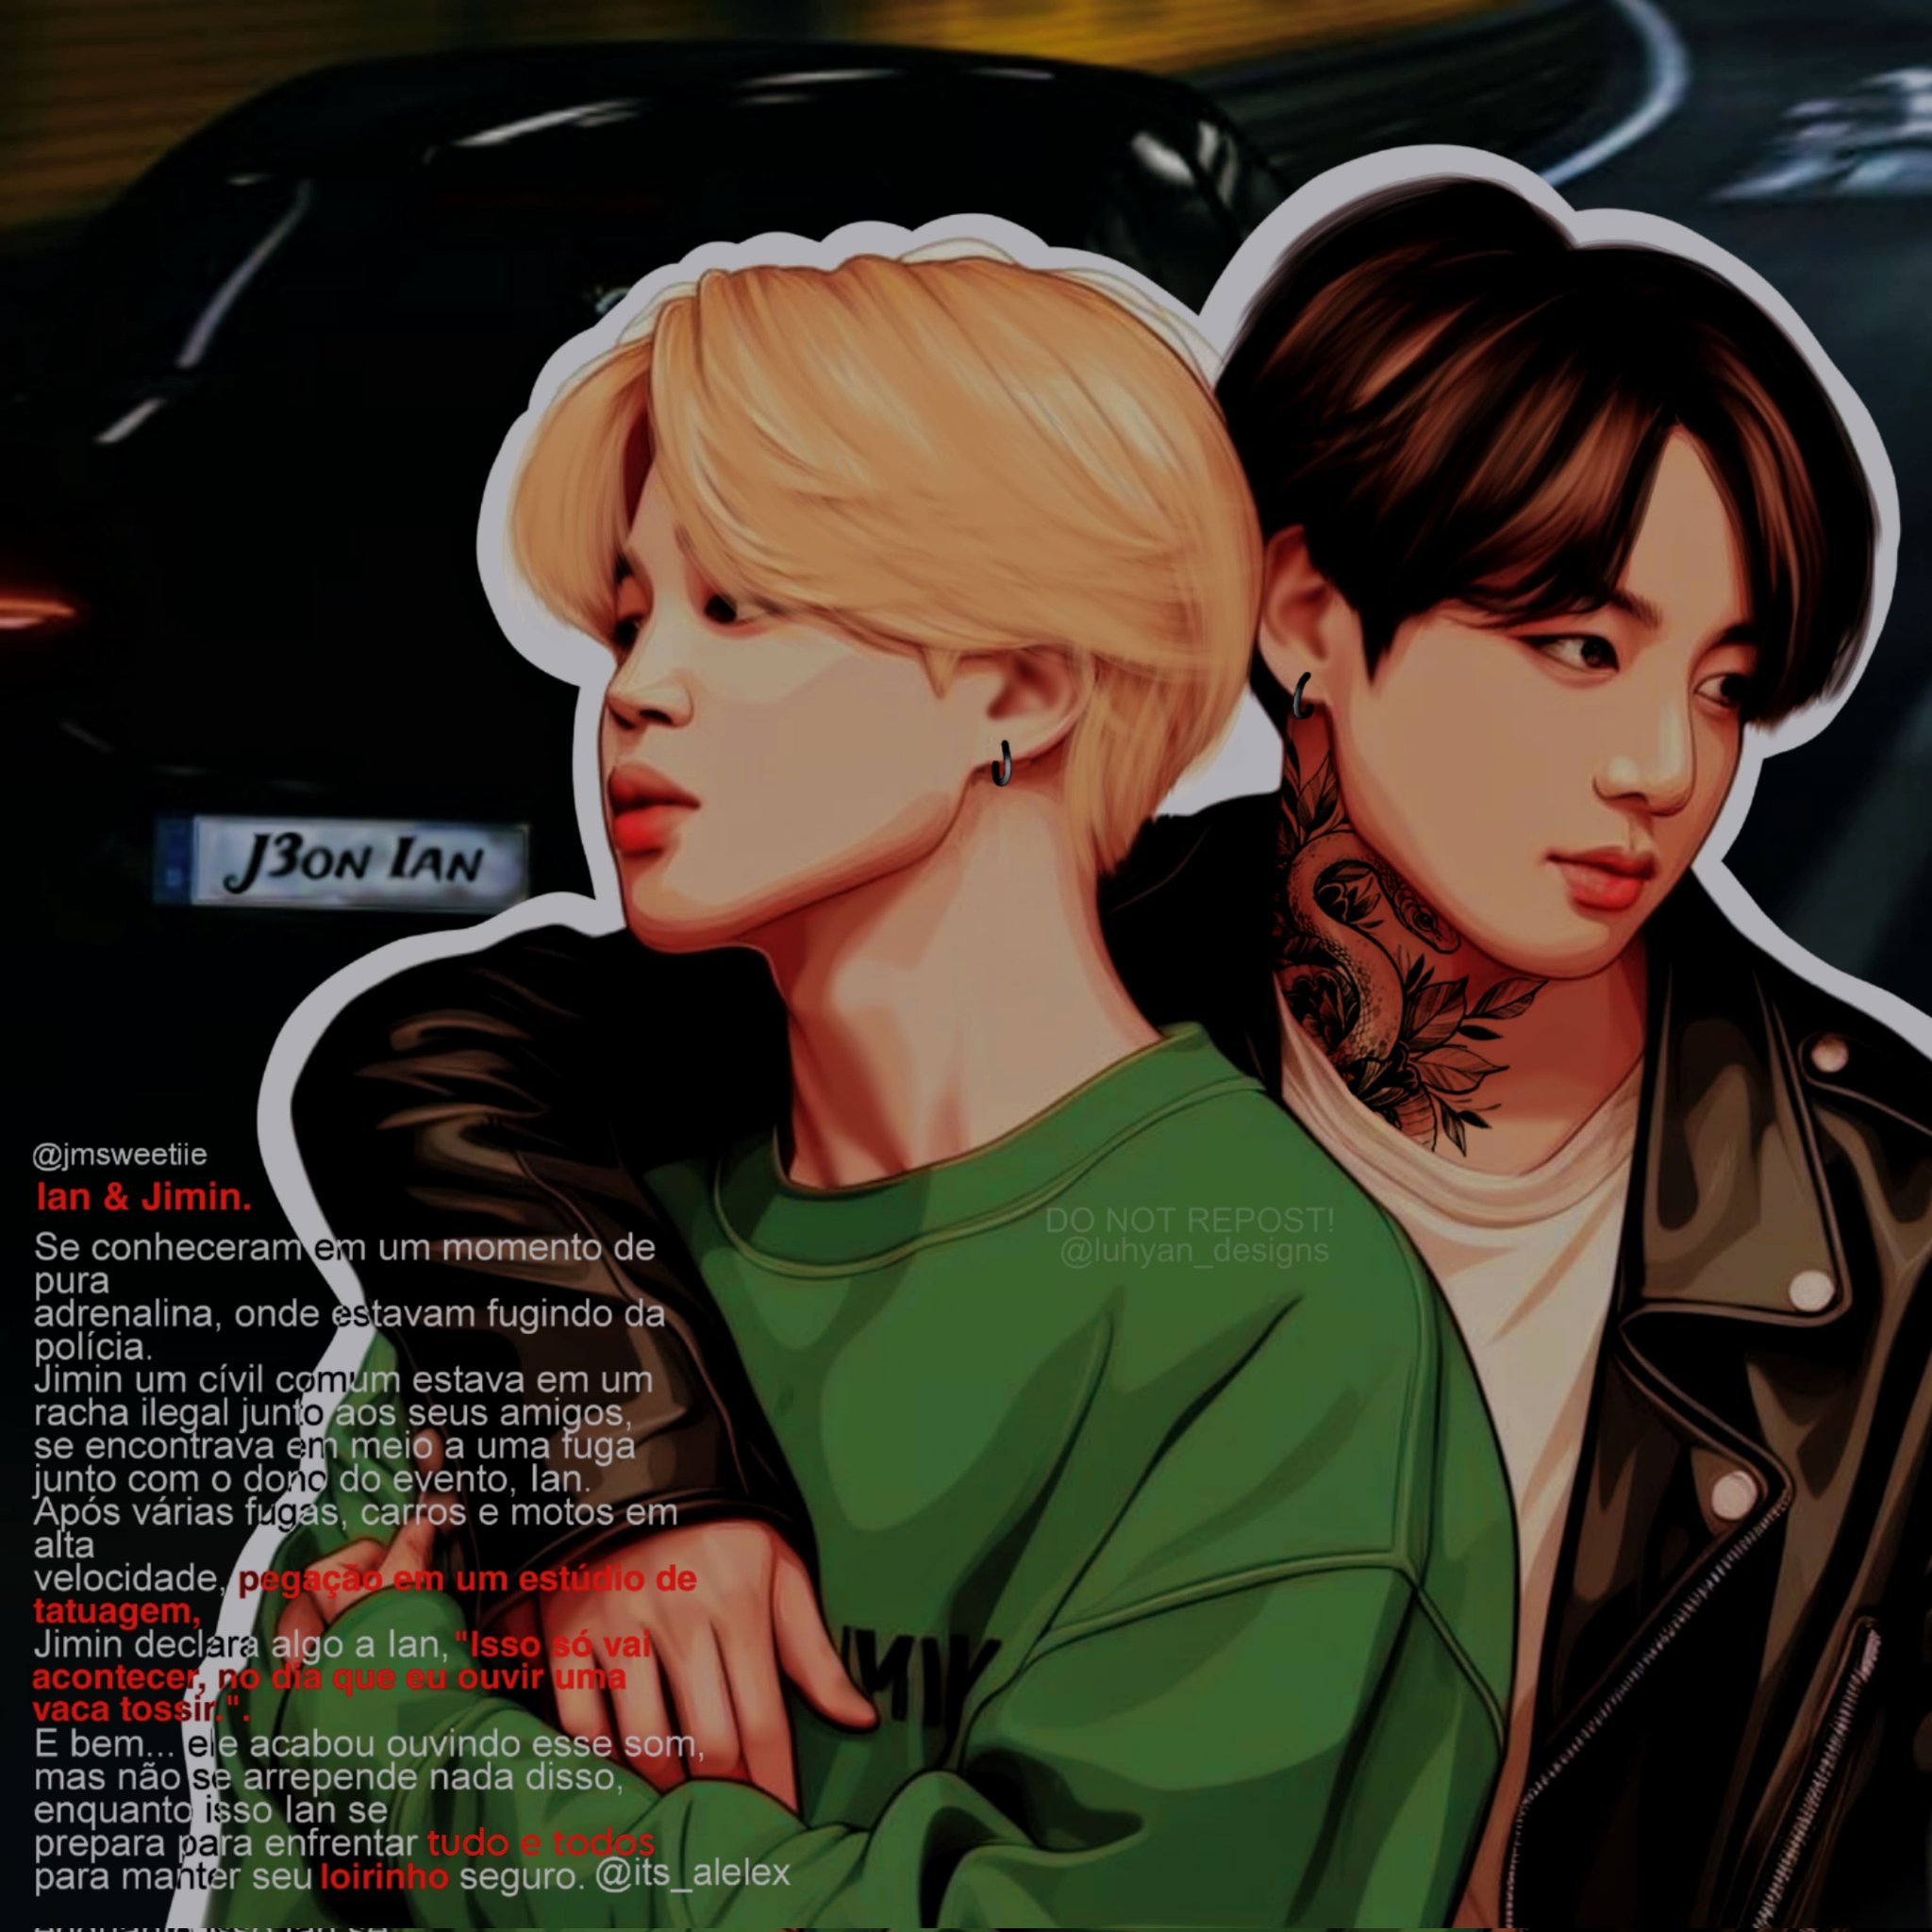 J3ON IAN
@jmsweetiie
Ian & Jimin.
Se conheceram em um momento de
pura
adrenalina, onde estavam fugindo da
polícia.
Jimin um cívil comum estava em um
racha ilegal junto aos seus amigos,
se encontrava em meio a uma fuga
junto com o dono do evento, Ian.
Após várias fugas, carros e motos em
alta
velocidade, pegação em um estúdio de
tatuagem,
Jimin declara algo a Ian, "Isso só vai
acontecer, no dia que eu ouvir uma
vaca tossir.".
E bem... ele acabou ouvindo esse som,
mas não se arrepende nada disso,
enquanto isso Ian se
prepara para enfrentar tudo e todos
para manter seu loirinho seguro. @its_alelex
DO NOT REPOST!
@luhyan_designs